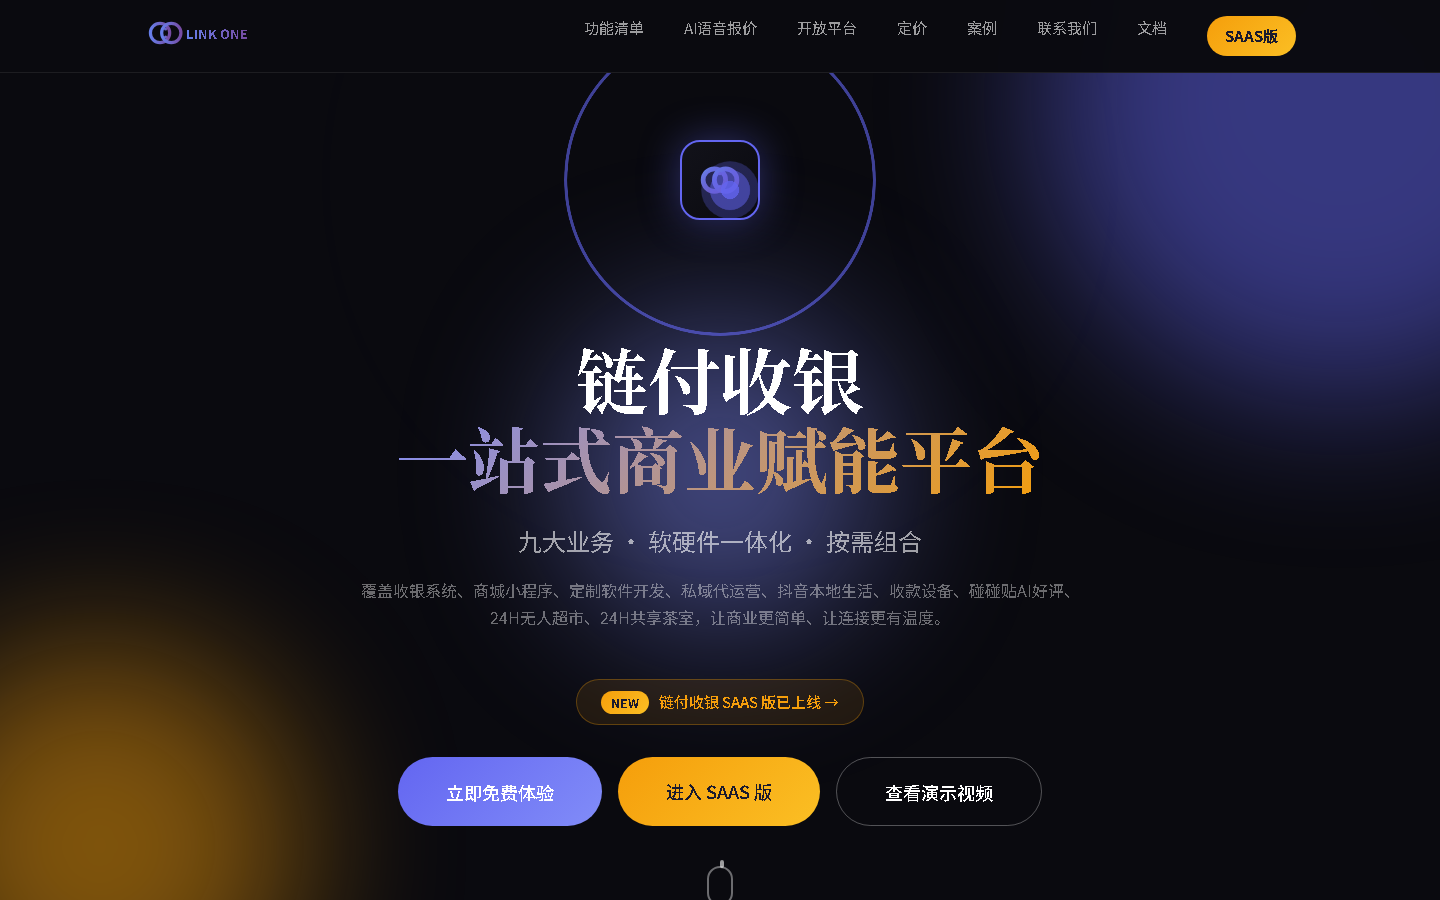 LINK ONE
功能清单
AI语音报价
开放平台
定价
案例
联系我们
文档
SAAS版
链付收银
一站式商业赋能平台
九大业务 · 软硬件一体化 · 按需组合
覆盖收银系统、商城小程序、定制软件开发、私域代运营、抖音本地生活、收款设备、碰碰贴AI好评、
24H无人超市、24H共享茶室，让商业更简单、让连接更有温度。
NEW 链付收银 SAAS 版已上线 →
立即免费体验
进入 SAAS 版
查看演示视频